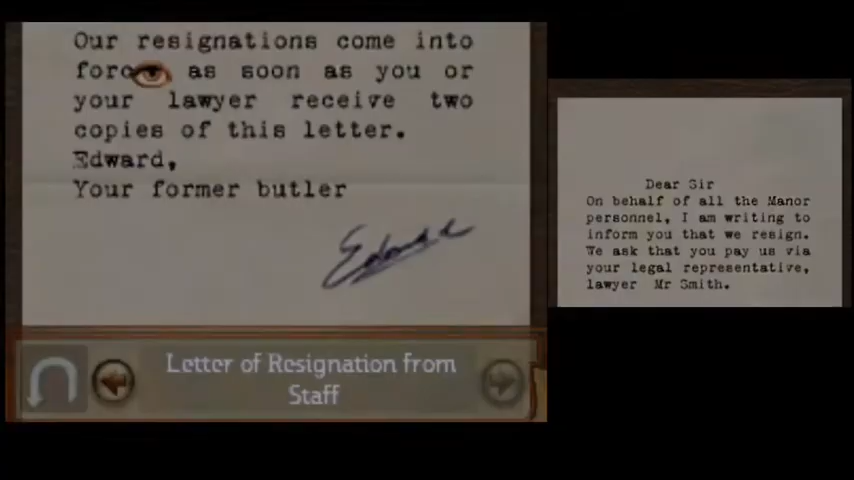 Our resignations come into
force as soon as you or
your lawyer receive two
copies of this letter.
Edward,
Your former butler
Edward
Letter of Resignation from
Staff
Dear Sir
On behalf of all the Manor
personnel, I am writing to
inform you that we resign.
We ask that you pay us via
your legal representative,
lawyer Mr Smith.